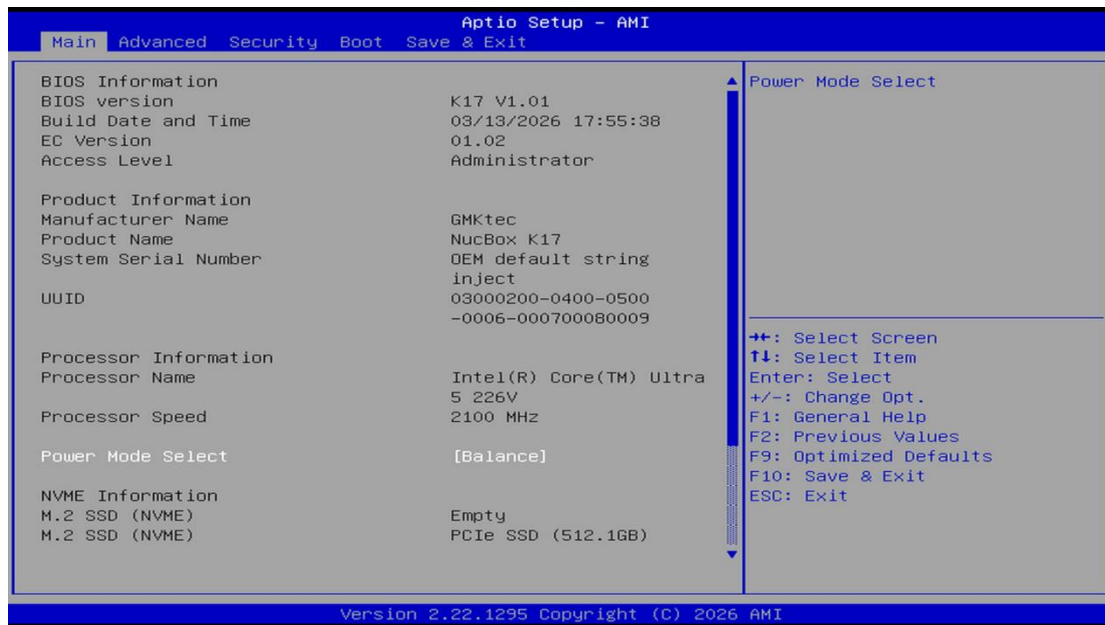 Aptio Setup - AMI
Main Advanced Security Boot Save & Exit
BIOS Information
BIOS version K17 V1.01
Build Date and Time 03/13/2026 17:55:38
EC Version 01.02
Access Level Administrator
Product Information
Manufacturer Name GMKtec
Product Name NucBox K17
System Serial Number OEM default string
inject
UUID 03000200-0400-0500
-0006-000700080009
Processor Information
Processor Name Intel(R) Core(TM) Ultra
5 226V
Processor Speed 2100 MHz
Power Mode Select [Balance]
NVME Information
M.2 SSD (NVME) Empty
M.2 SSD (NVME) PCIe SSD (512.1GB)
Power Mode Select
→←: Select Screen
↑↓: Select Item
Enter: Select
+/-: Change Opt.
F1: General Help
F2: Previous Values
F9: Optimized Defaults
F10: Save & Exit
ESC: Exit
Version 2.22.1295 Copyright (C) 2026 AMI